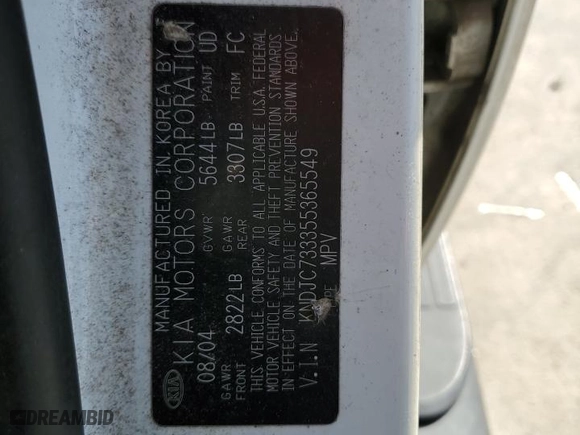 MANUFACTURED IN KOREA BY
KIA MOTORS CORPORATION
08/04 GVWR 5644LB PAINT UD
GAWR FRONT 2822LB GAWR REAR 3307LB TRIM FC
THIS VEHICLE CONFORMS TO ALL APPLICABLE U.S.A. FEDERAL
MOTOR VEHICLE SAFETY AND THEFT PREVENTION STANDARDS
IN EFFECT ON THE DATE OF MANUFACTURE SHOWN ABOVE.
V.I.N KNDJC733355365549
MPV
KIA
DREAMBID